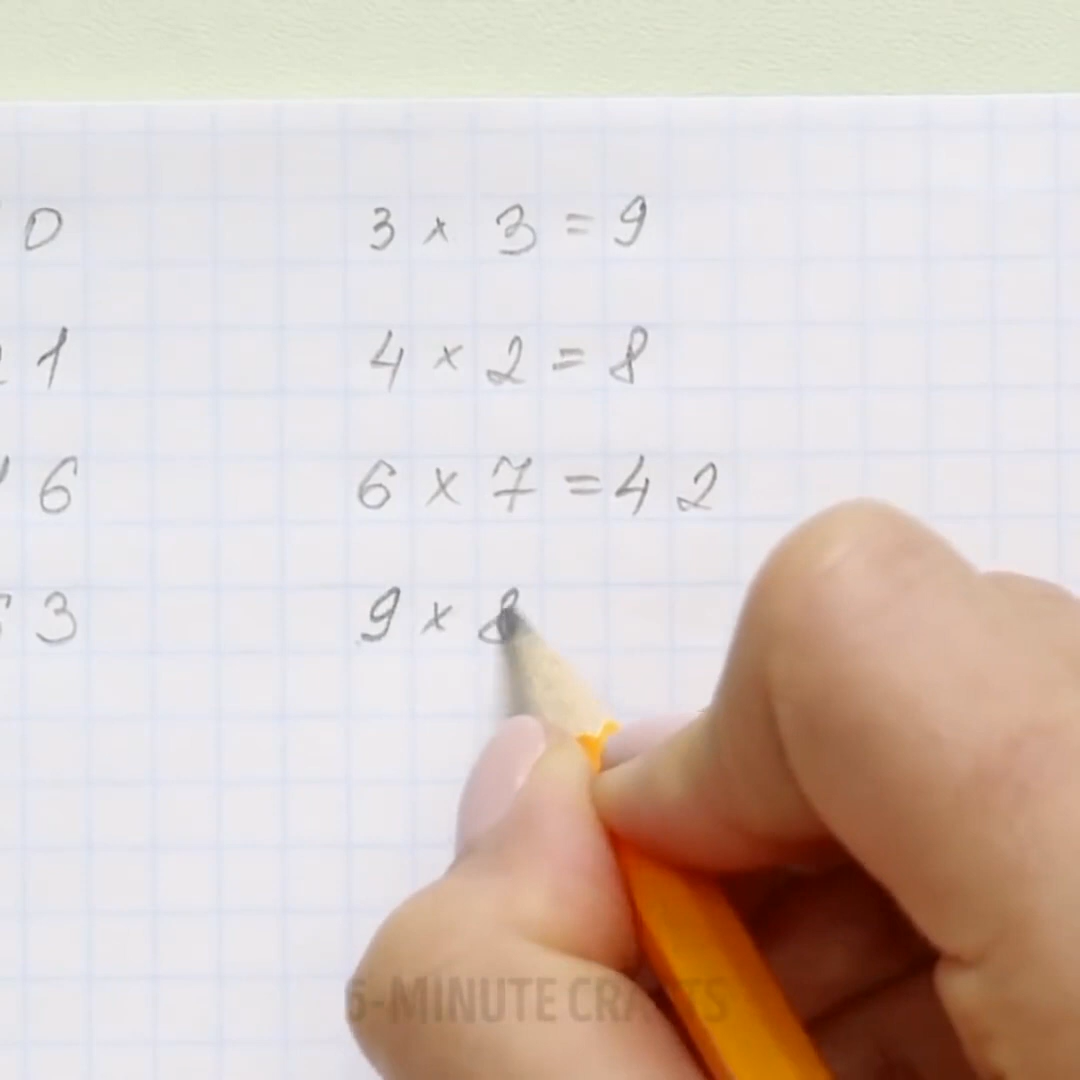 0 3 × 3 = 9
1 4 × 2 = 8
6 6 × 7 = 42
3 9 × 8
5-MINUTE CRAFTS